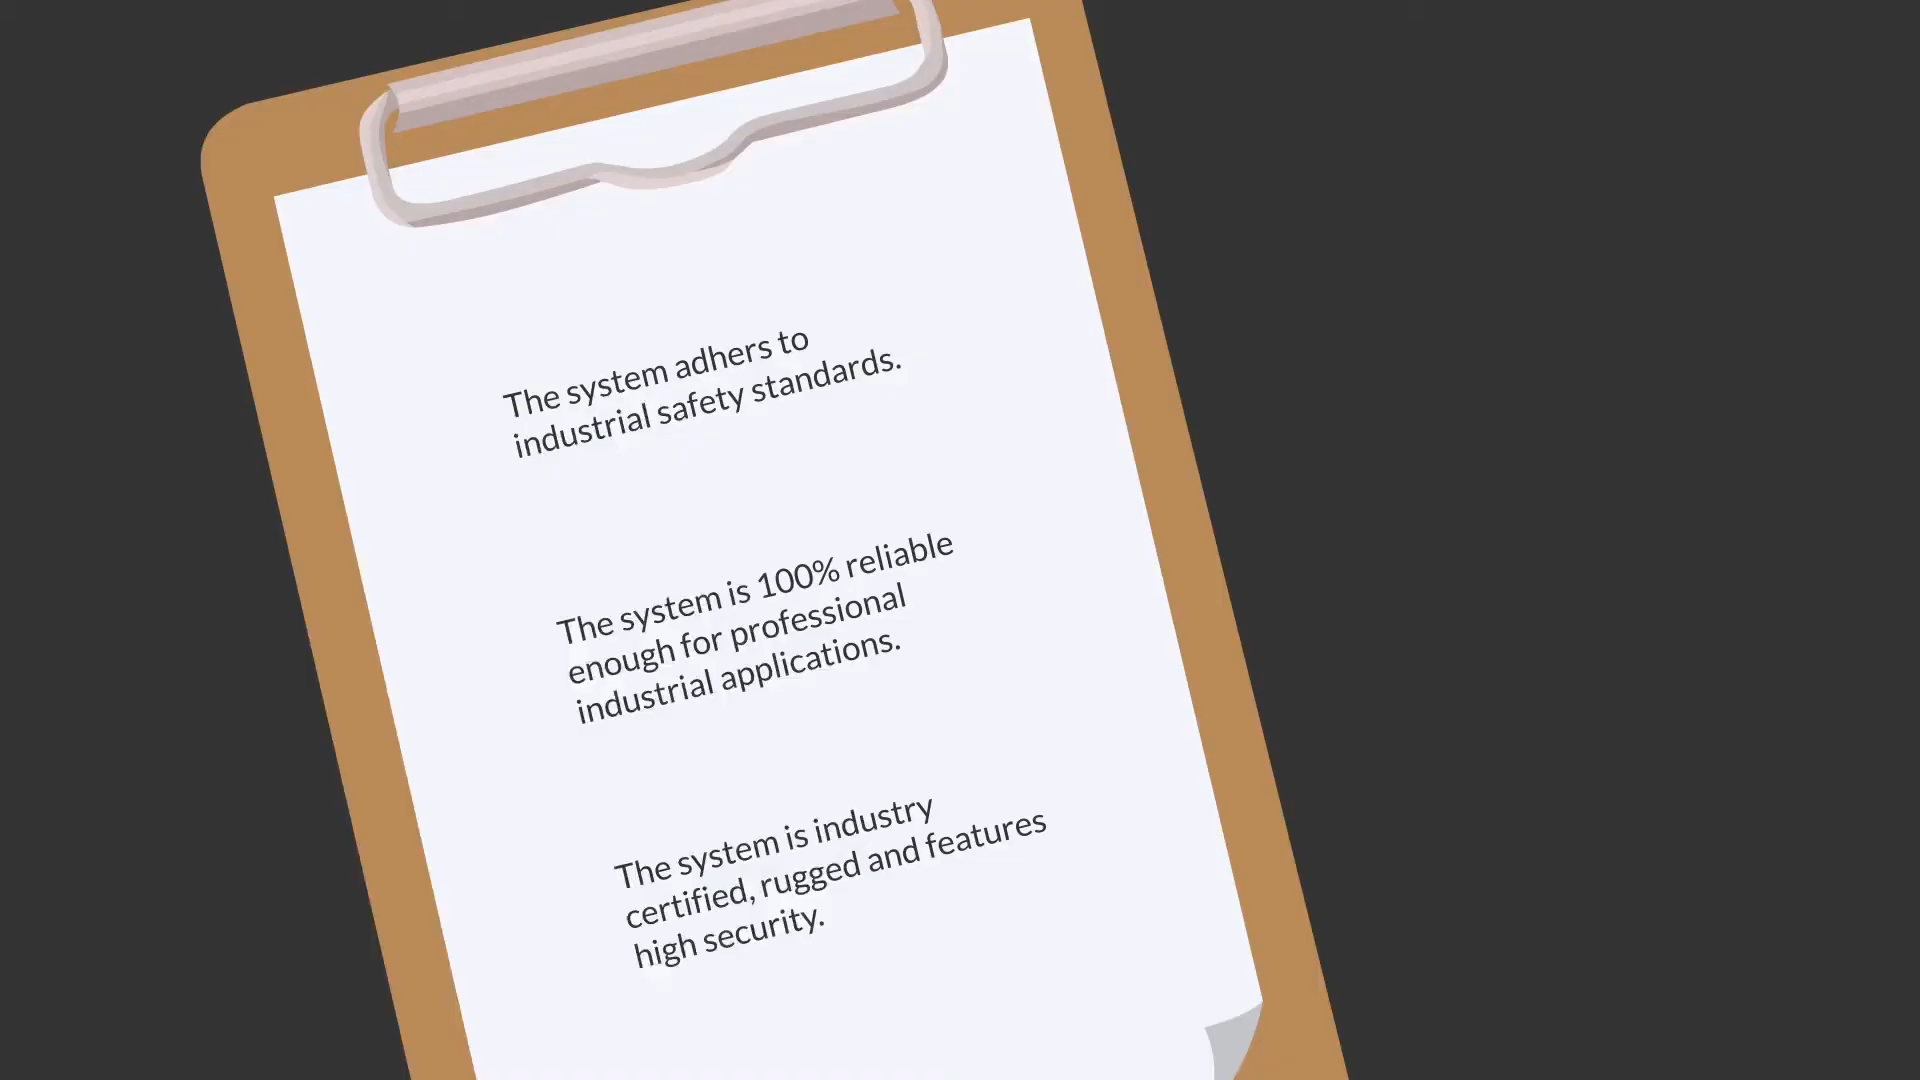 The system adhers to
industrial safety standards.
The system is 100% reliable
enough for professional
industrial applications.
The system is industry
certified, rugged and features
high security.